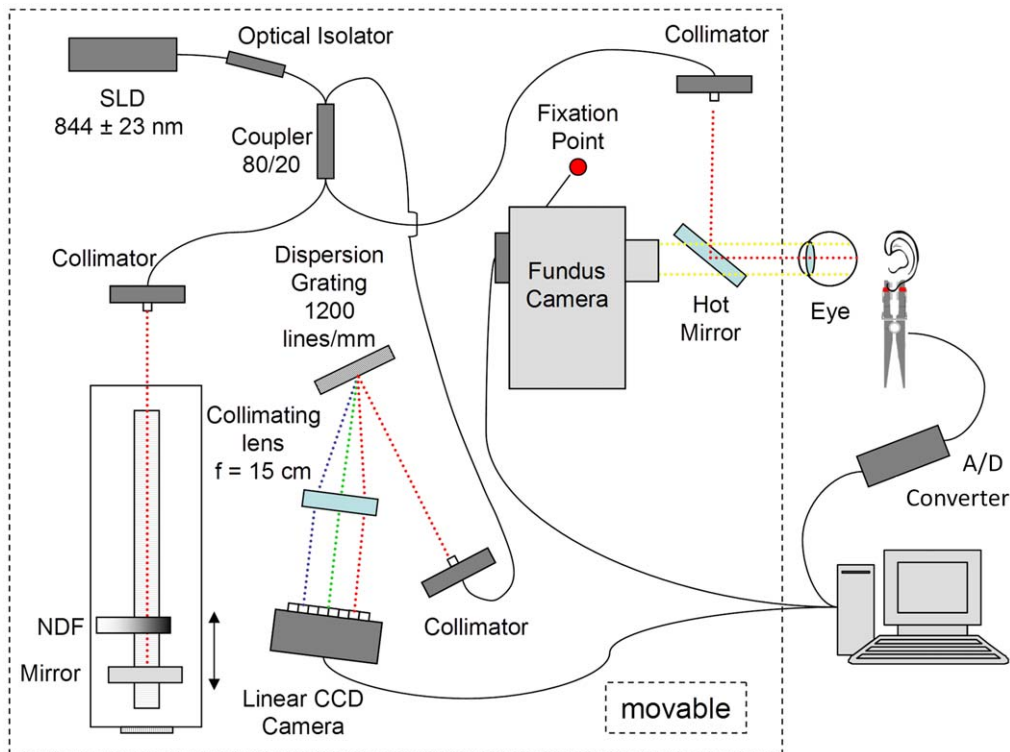 Optical Isolator
SLD
844 ± 23 nm
Coupler
80/20
Collimator
Fixation
Point
Collimator
Dispersion
Grating
1200
lines/mm
Fundus
Camera
Hot
Mirror
Eye
Collimating
lens
f = 15 cm
A/D
Converter
NDF
Mirror
Collimator
Linear CCD
Camera
movable